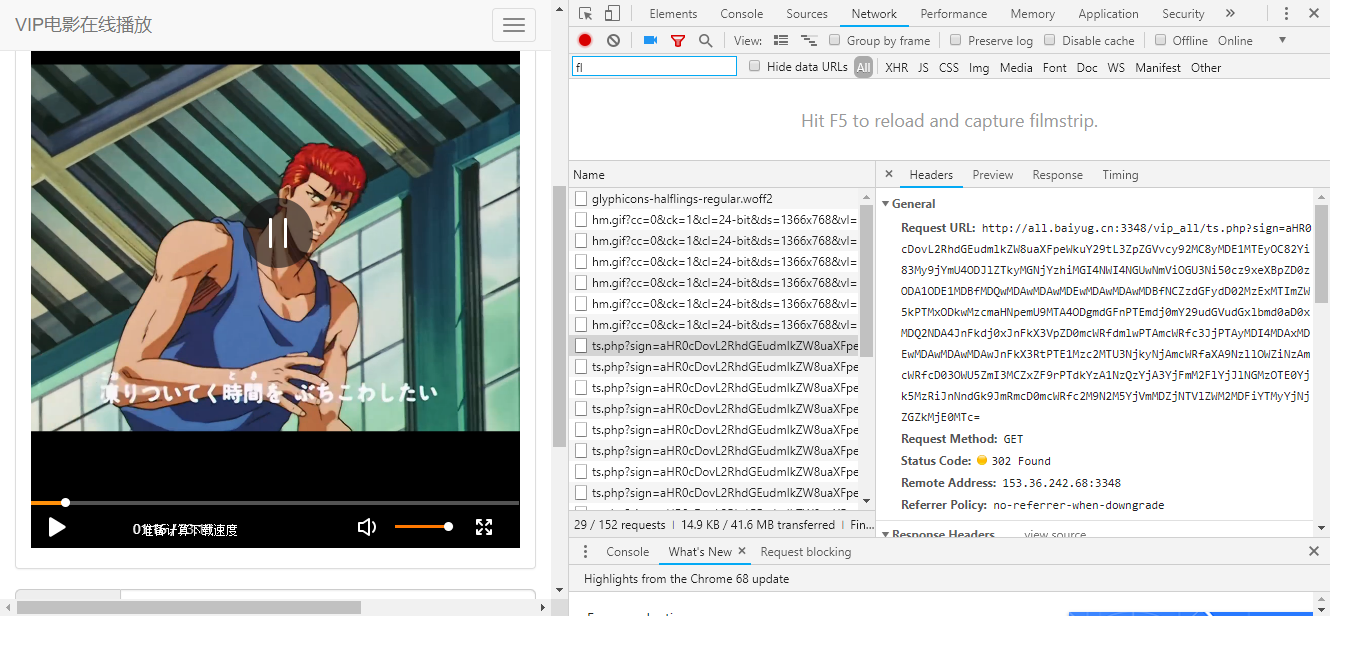 VIP电影在线播放
凍りついてく時間を ぶちこわしたい
Elements Console Sources Network Performance Memory Application Security
View: Group by frame Preserve log Disable cache Offline Online
fl
Hide data URLs All XHR JS CSS Img Media Font Doc WS Manifest Other
Hit F5 to reload and capture filmstrip.
Name
glyphicons-halflings-regular.woff2
hm.gif?cc=0&ck=1&cl=24-bit&ds=1366x768&vl=
hm.gif?cc=0&ck=1&cl=24-bit&ds=1366x768&vl=
hm.gif?cc=0&ck=1&cl=24-bit&ds=1366x768&vl=
hm.gif?cc=0&ck=1&cl=24-bit&ds=1366x768&vl=
hm.gif?cc=0&ck=1&cl=24-bit&ds=1366x768&vl=
hm.gif?cc=0&ck=1&cl=24-bit&ds=1366x768&vl=
ts.php?sign=aHR0cDovL2RhdGEudmlkZW8uaXFpe
ts.php?sign=aHR0cDovL2RhdGEudmlkZW8uaXFpe
ts.php?sign=aHR0cDovL2RhdGEudmlkZW8uaXFpe
ts.php?sign=aHR0cDovL2RhdGEudmlkZW8uaXFpe
ts.php?sign=aHR0cDovL2RhdGEudmlkZW8uaXFpe
ts.php?sign=aHR0cDovL2RhdGEudmlkZW8uaXFpe
ts.php?sign=aHR0cDovL2RhdGEudmlkZW8uaXFpe
ts.php?sign=aHR0cDovL2RhdGEudmlkZW8uaXFpe
29 / 152 requests | 14.9 KB / 41.6 MB transferred | Fin...
Headers Preview Response Timing
General
Request URL: http://all.baiyug.cn:3348/vip_all/ts.php?sign=aHR0
cDovL2RhdGEudmlkZW8uaXFpeWkuY29tL3ZpZGVvcy92MC8yMDE1MTEyOC82Yi
83My9jYmU4ODJlZTkyMGNjYzhiMGI4NWI4NGUwNmViOGU3Ni50cz9xeXBpZD0z
ODA1ODE1MDBfMDQwMDAwMDAwMDEwMDAwMDAwMDBfNCZzdGFydD02MzExMTImZW
5kPTMxODkwMzcmaHNpemU9MTA4ODgmdGFnPTEmdj0mY29udGVudGxlbmd0aD0x
MDQ2NDA4JnFkdj0xJnFkX3VpZD0mcWRfdmlwPTAmcWRfc3JjPTAyMDI4MDAxMD
EwMDAwMDAwMDAwJnFkX3RtPTE1Mzc2MTU3NjkyNjAmcWRfaXA9NzllOWZiNzAm
cWRfcD03OWU5ZmI3MCZxZF9rPTdkYzA1NzQzYjA3YjFmM2FlYjJlNGMzOTE0Yj
k5MzRiJnNndGk9JmRmcD0mcWRfc2M9N2M5YjVmMDZjNTVlZWM2MDFiYTMyYjNj
ZGZkMjE0MTc=
Request Method: GET
Status Code: 302 Found
Remote Address: 153.36.242.68:3348
Referrer Policy: no-referrer-when-downgrade
Response Headers view source
Console What's New Request blocking
Highlights from the Chrome 68 update